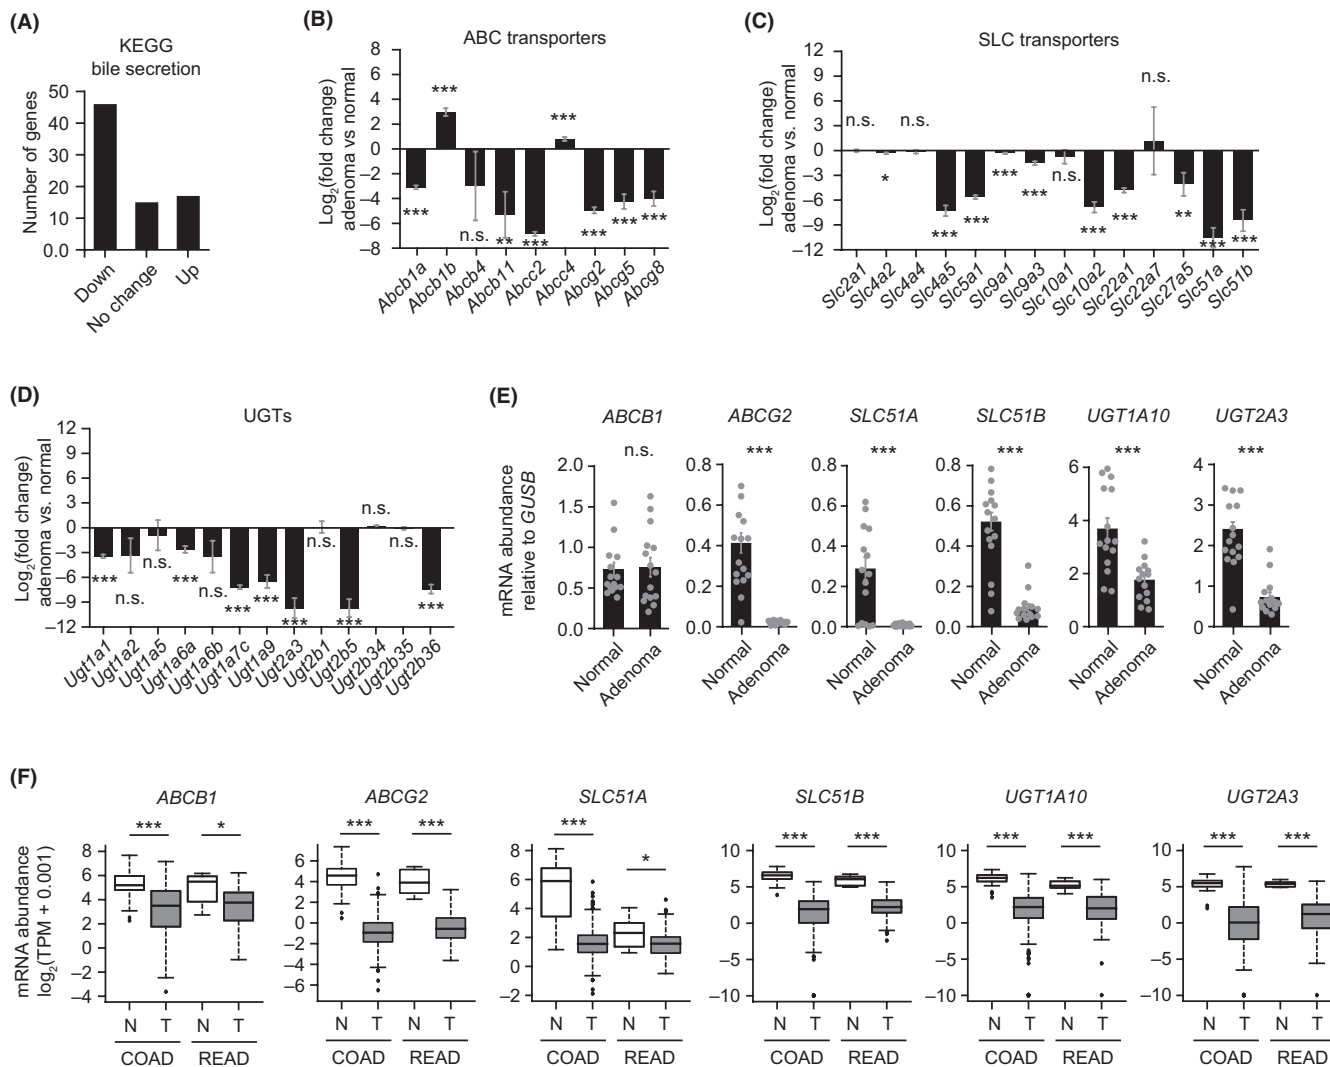 (A)
KEGG
bile secretion
Number of genes
50
40
30
20
10
0.0
Down
No change
Up
(B)
ABC transporters
Log2(fold change)
adenoma vs normal
8
6
4
2
0
–2
–4
–6
–8
***
***
n.s.
**
***
***
***
***
***
Abcb1a
Abcb1b
Abcb4
Abcb11
Abcc2
Abcc4
Abcg2
Abcg5
Abcg8
(C)
SLC transporters
Log2(fold change)
adenoma vs. normal
12
9
6
3
0
–3
–6
–9
–12
n.s.
*
n.s.
***
***
***
***
n.s.
***
***
n.s.
**
***
***
Slc2a1
Slc4a2
Slc4a4
Slc4a5
Slc5a1
Slc9a1
Slc9a3
Slc10a1
Slc10a2
Slc22a1
Slc22a7
Slc27a5
Slc51a
Slc51b
(D)
UGTs
Log2(fold change)
adenoma vs. normal
12
9
6
3
0
–3
–6
–9
–12
***
n.s.
n.s.
***
n.s.
***
***
***
n.s.
***
n.s.
n.s.
***
Ugt1a1
Ugt1a2
Ugt1a5
Ugt1a6a
Ugt1a6b
Ugt1a7c
Ugt1a9
Ugt2a3
Ugt2b1
Ugt2b5
Ugt2b34
Ugt2b35
Ugt2b36
(E)
mRNA abundance
relative to GUSB
ABCB1
n.s.
2.0
1.5
1.0
0.5
0.0
Normal
Adenoma
ABCG2
***
0.8
0.6
0.4
0.2
0.0
Normal
Adenoma
SLC51A
***
0.8
0.6
0.4
0.2
0.0
Normal
Adenoma
SLC51B
***
0.8
0.6
0.4
0.2
0.0
Normal
Adenoma
UGT1A10
***
6
4
2
0
Normal
Adenoma
UGT2A3
***
4
3
2
1
0
Normal
Adenoma
(F)
mRNA abundance
log2(TPM + 0.001)
ABCB1
***
*
8
6
4
2
0
–2
–4
N T N T
COAD READ
ABCG2
***
***
6
4
2
0
–2
–4
–6
N T N T
COAD READ
SLC51A
***
*
8
6
4
2
0
–2
N T N T
COAD READ
SLC51B
***
***
10
5
0
–5
–10
N T N T
COAD READ
UGT1A10
***
***
10
5
0
–5
–10
N T N T
COAD READ
UGT2A3
***
***
10
5
0
–5
–10
N T N T
COAD READ